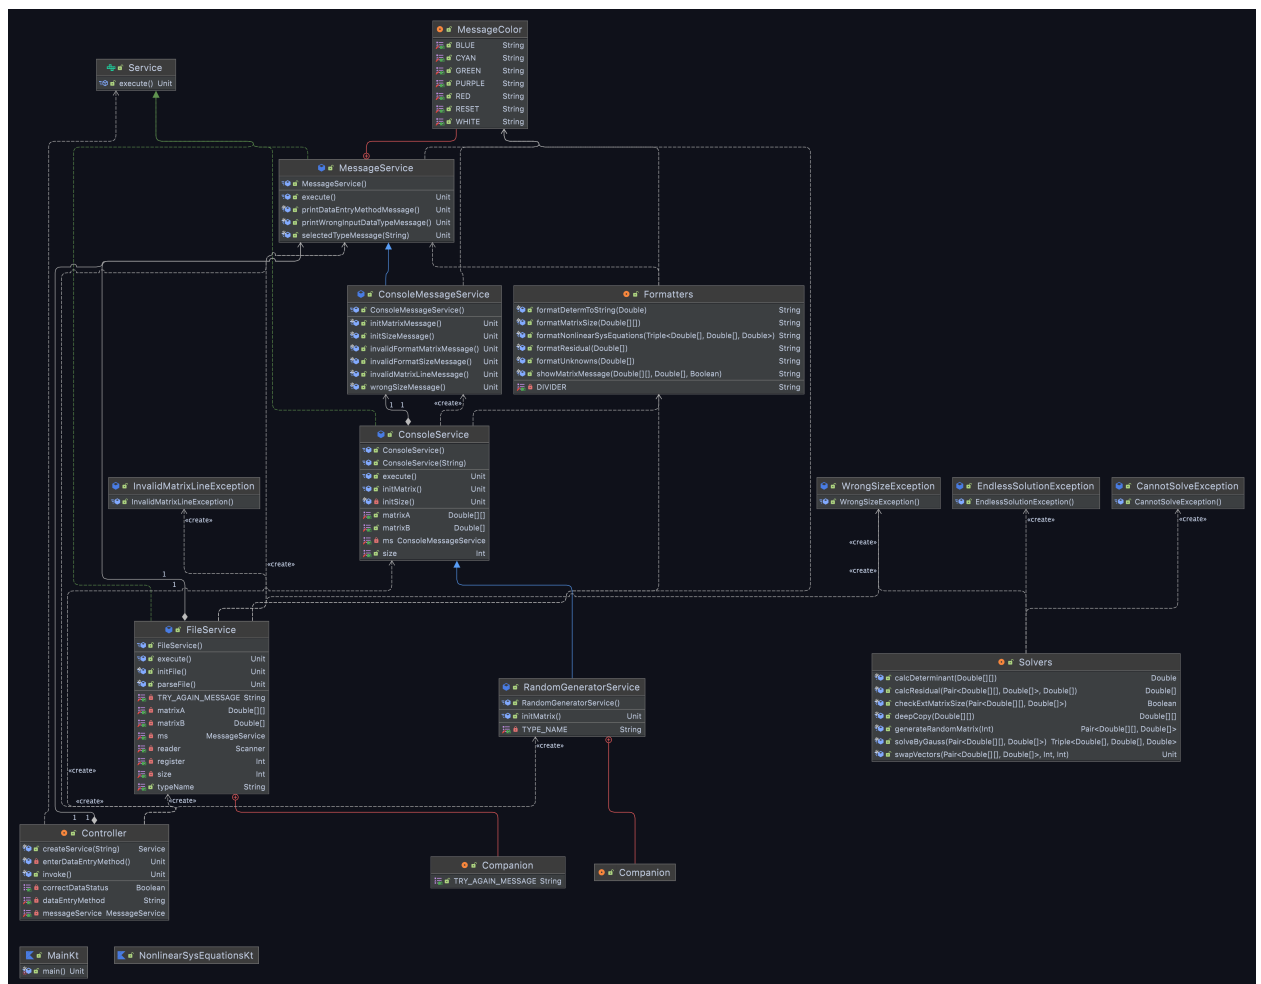 MessageColor
BLUE String
CYAN String
GREEN String
PURPLE String
RED String
RESET String
WHITE String
Service
execute() Unit
MessageService
MessageService()
execute() Unit
printDataEntryMethodMessage() Unit
printWrongInputDataTypeMessage() Unit
selectedTypeMessage(String) Unit
ConsoleMessageService
ConsoleMessageService()
initMatrixMessage() Unit
initSizeMessage() Unit
invalidFormatMatrixMessage() Unit
invalidFormatSizeMessage() Unit
invalidMatrixLineMessage() Unit
wrongSizeMessage() Unit
Formatters
formatDetermToString(Double) String
formatMatrixSize(Double[][]) String
formatNonlinearSysEquations(Triple<Double[], Double[], Double>) String
formatResidual(Double[]) String
formatUnknowns(Double[]) String
showMatrixMessage(Double[][], Double[], Boolean) String
DIVIDER String
1 1
«create»
ConsoleService
ConsoleService()
ConsoleService(String)
execute() Unit
initMatrix() Unit
initSize() Unit
matrixA Double[][]
matrixB Double[]
ms ConsoleMessageService
size Int
InvalidMatrixLineException
InvalidMatrixLineException()
«create»
WrongSizeException
WrongSizeException()
EndlessSolutionException
EndlessSolutionException()
CannotSolveException
CannotSolveException()
«create»
«create»
«create»
«create»
«create»
1
1
FileService
FileService()
execute() Unit
initFile() Unit
parseFile() Unit
TRY_AGAIN_MESSAGE String
matrixA Double[][]
matrixB Double[]
ms MessageService
reader Scanner
register Int
size Int
typeName String
RandomGeneratorService
RandomGeneratorService()
initMatrix() Unit
TYPE_NAME String
«create»
Solvers
calcDeterminant(Double[][]) Double
calcResidual(Pair<Double[][], Double[]>, Double[]) Double[]
checkExtMatrixSize(Pair<Double[][], Double[]>) Boolean
deepCopy(Double[][]) Double[][]
generateRandomMatrix(Int) Pair<Double[][], Double[]>
solveByGauss(Pair<Double[][], Double[]>) Triple<Double[], Double[], Double>
swapVectors(Pair<Double[][], Double[]>, Int, Int) Unit
«create»
«create»
«create»
1 1
Controller
createService(String) Service
enterDataEntryMethod() Unit
invoke() Unit
correctDataStatus Boolean
dataEntryMethod String
messageService MessageService
Companion
TRY_AGAIN_MESSAGE String
Companion
MainKt
main() Unit
NonlinearSysEquationsKt